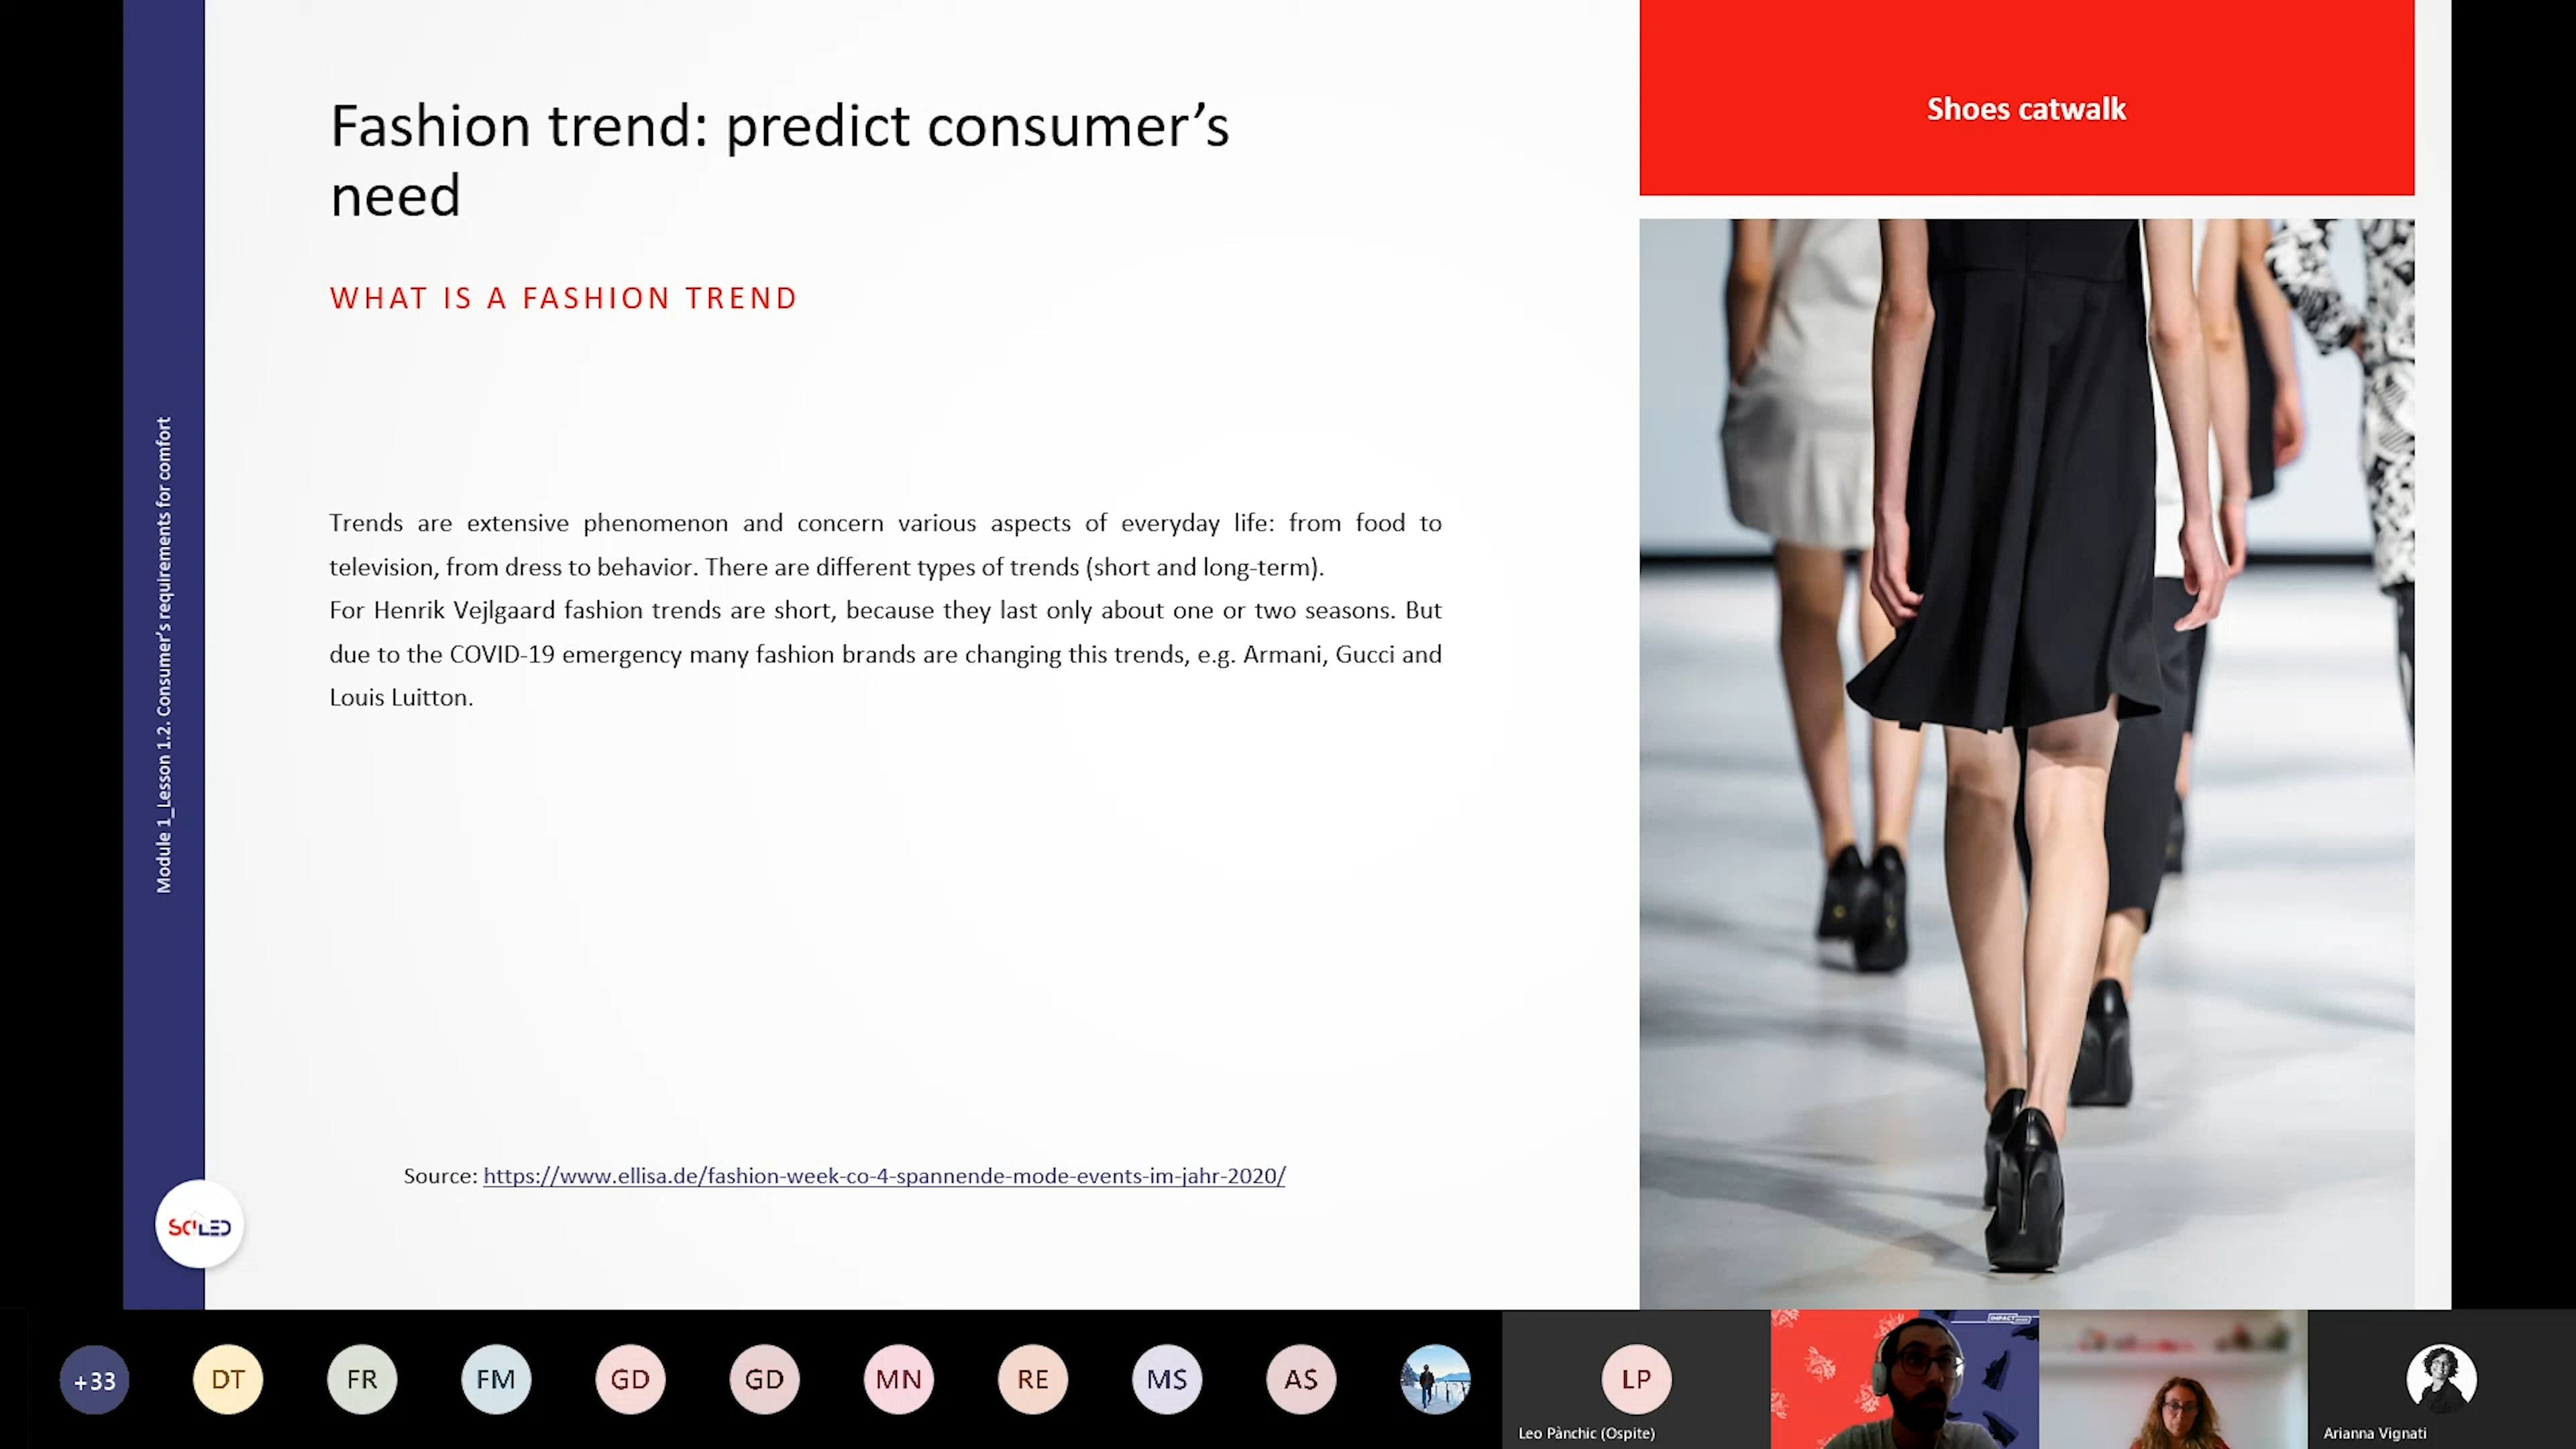 Fashion trend: predict consumer’s
need
WHAT IS A FASHION TREND
Trends are extensive phenomenon and concern various aspects of everyday life: from food to
television, from dress to behavior. There are different types of trends (short and long-term).
For Henrik Vejlgaard fashion trends are short, because they last only about one or two seasons. But
due to the COVID-19 emergency many fashion brands are changing this trends, e.g. Armani, Gucci and
Louis Luitton.
Source: https://www.ellisa.de/fashion-week-co-4-spannende-mode-events-im-jahr-2020/
Shoes catwalk
Module 1_Lesson 1.2. Consumer’s requirements for comfort
SCILED
+33
DT
FR
FM
GD
GD
MN
RE
MS
AS
LP
Leo Pànchic (Ospite)
IMPACT
Arianna Vignati